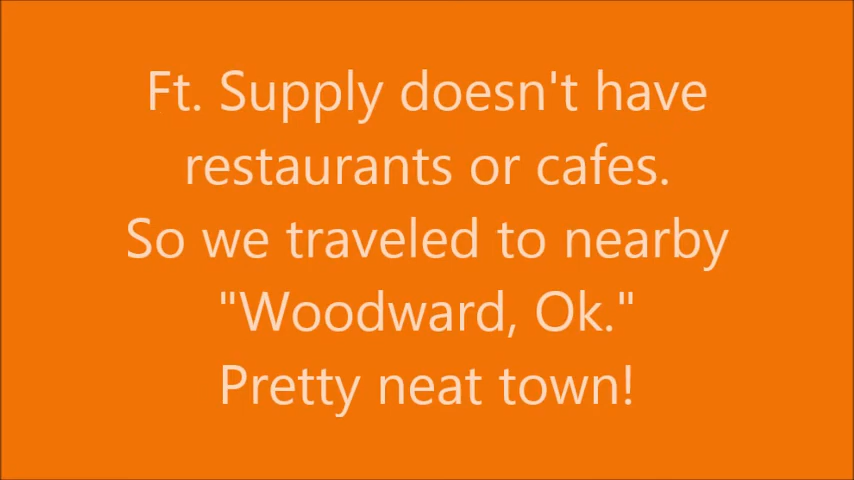 Ft. Supply doesn't have
restaurants or cafes.
So we traveled to nearby
"Woodward, Ok."
Pretty neat town!